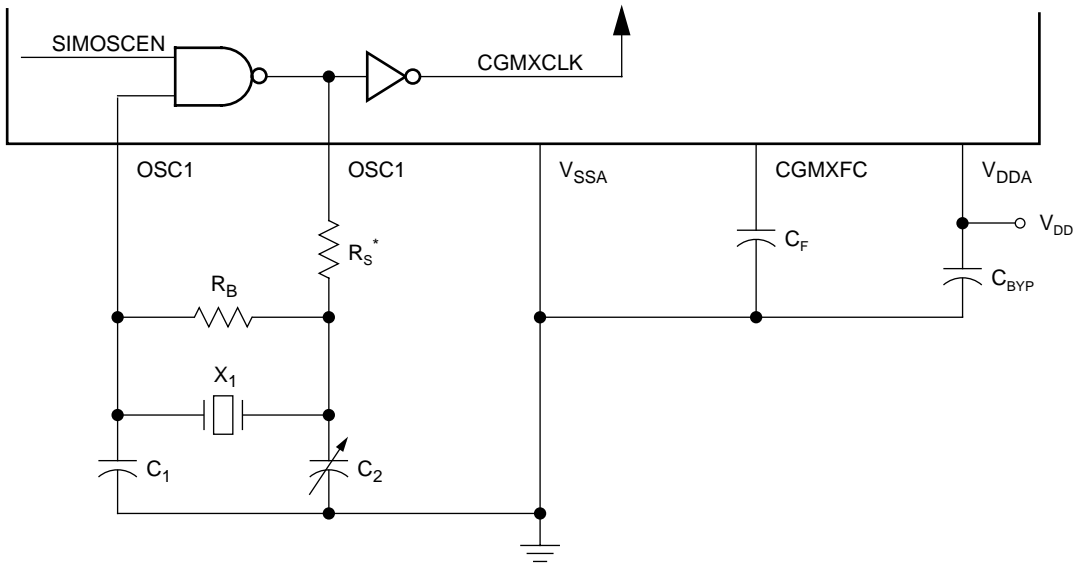 SIMOSCEN
CGMXCLK
OSC1
OSC1
VSSA
CGMXFC
VDDA
VDD
RS*
CF
CBYP
RB
X1
C1
C2